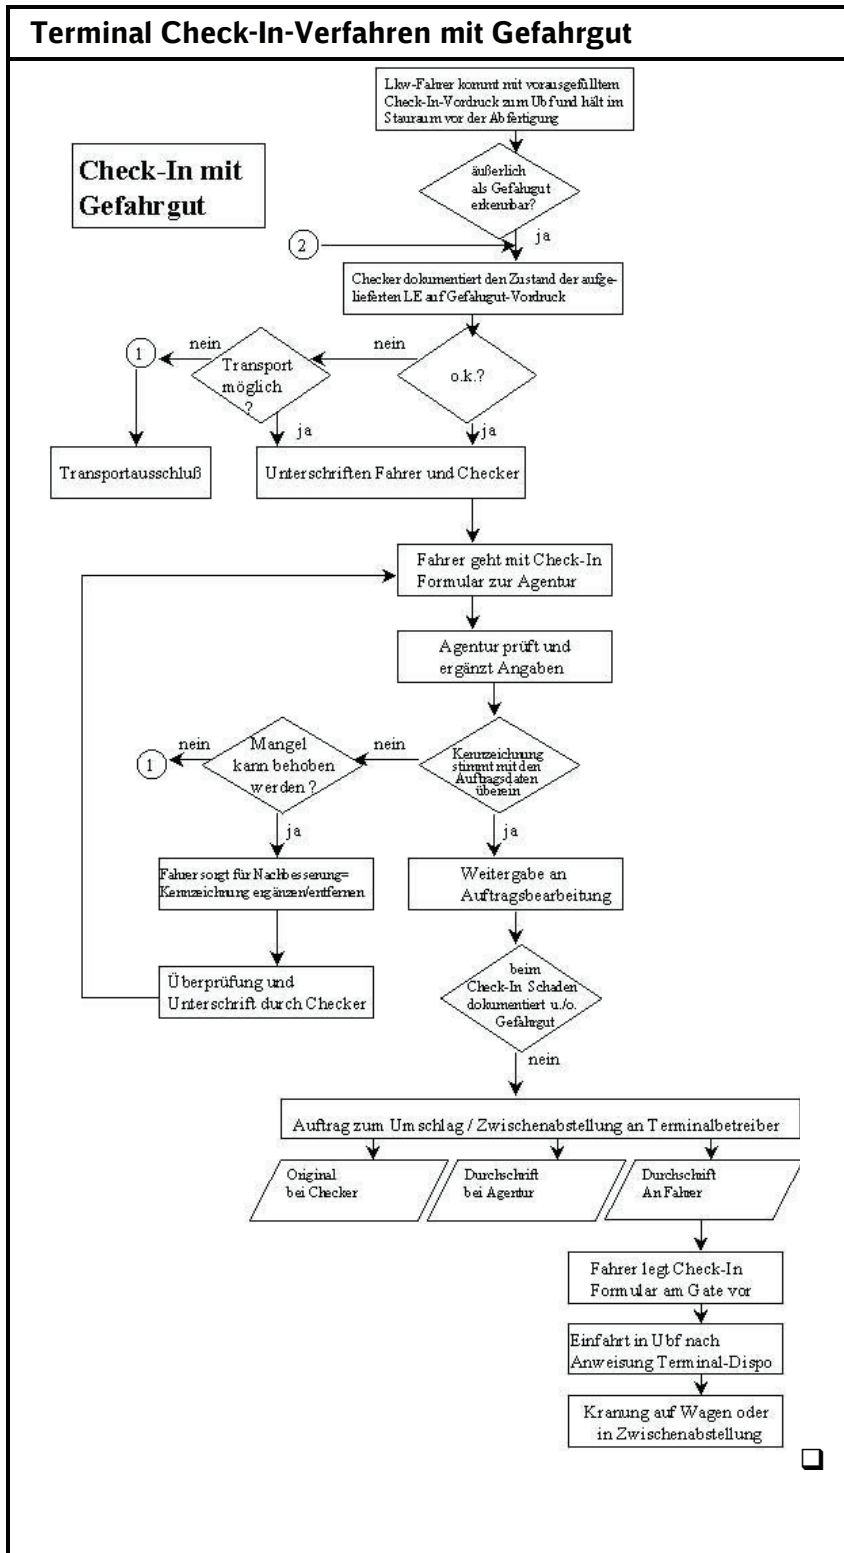 Terminal Check-In-Verfahren mit Gefahrgut
Lkw-Fahrer kommt mit vorausgefülltem
Check-In-Vordruck zum Ubf und hält im
Stauraum vor der Abfertigung
Check-In mit
Gefahrgut
äußerlich
als Gefahrgut
erkennbar?
ja
2
Checker dokumentiert den Zustand der aufge-
lieferten LE auf Gefahrgut-Vordruck
1
nein
Transport
möglich
?
nein
o.k.?
ja
ja
Transportausschluß
Unterschriften Fahrer und Checker
Fahrer geht mit Check-In
Formular zur Agentur
Agentur prüft und
ergänzt Angaben
1
nein
Mangel
kann behoben
werden ?
nein
Kennzeichnung
stimmt mit den
Auftragsdaten
überein
ja
ja
Fahrer sorgt für Nachbesserung=
Kennzeichnung ergänzen/entfernen
Weitergabe an
Auftragsbearbeitung
Überprüfung und
Unterschrift durch Checker
beim
Check-In Schaden
dokumentiert u./o.
Gefahrgut
nein
Auftrag zum Umschlag / Zwischenabstellung an Terminalbetreiber
Original
bei Checker
Durchschrift
bei Agentur
Durchschrift
An Fahrer
Fahrer legt Check-In
Formular am Gate vor
Einfahrt in Ubf nach
Anweisung Terminal-Dispo
Kranung auf Wagen oder
in Zwischenabstellung